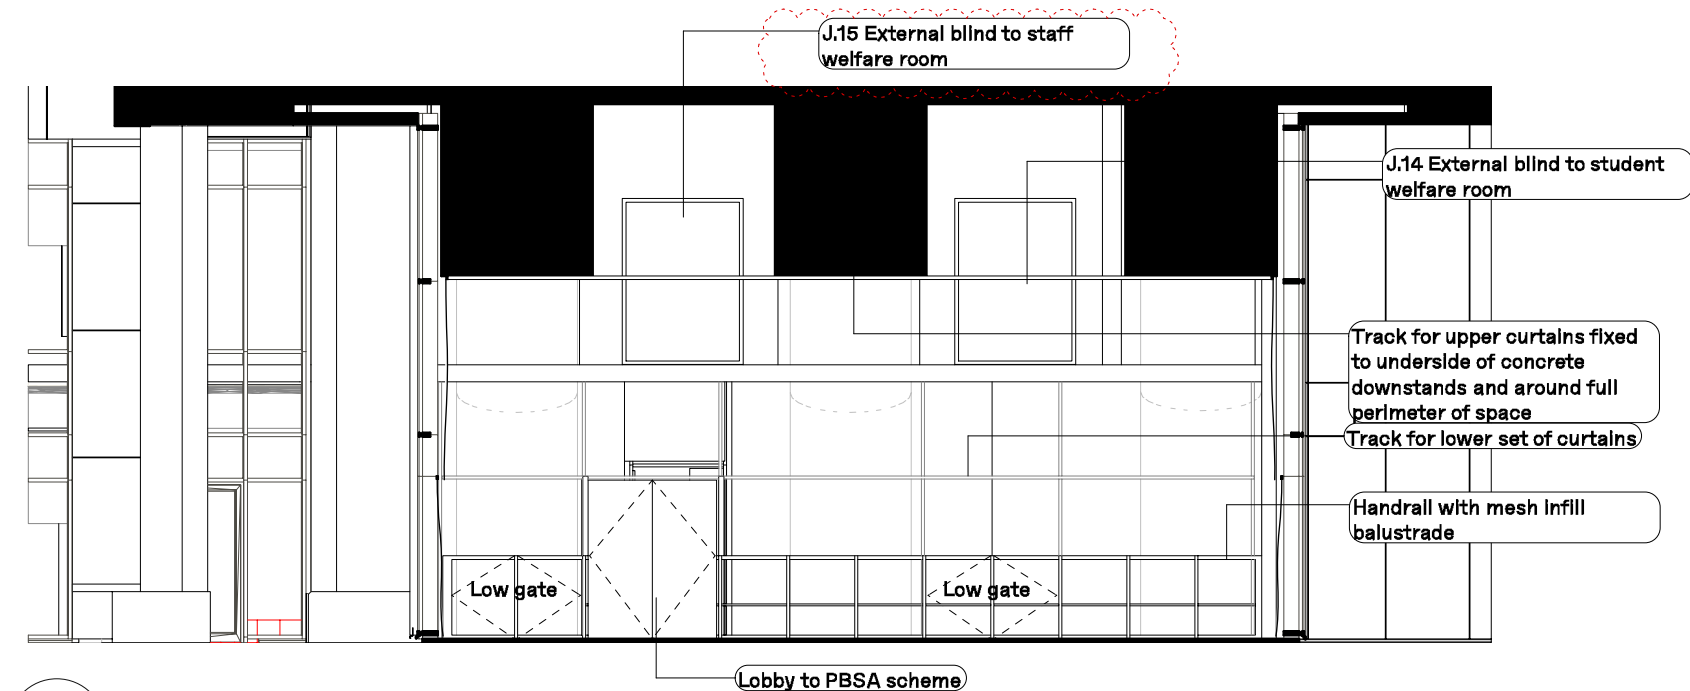 J.15 External blind to staff
welfare room
J.14 External blind to student
welfare room
Track for upper curtains fixed
to underside of concrete
downstands and around full
perimeter of space
Track for lower set of curtains
Handrail with mesh infill
balustrade
Low gate
Low gate
Lobby to PBSA scheme